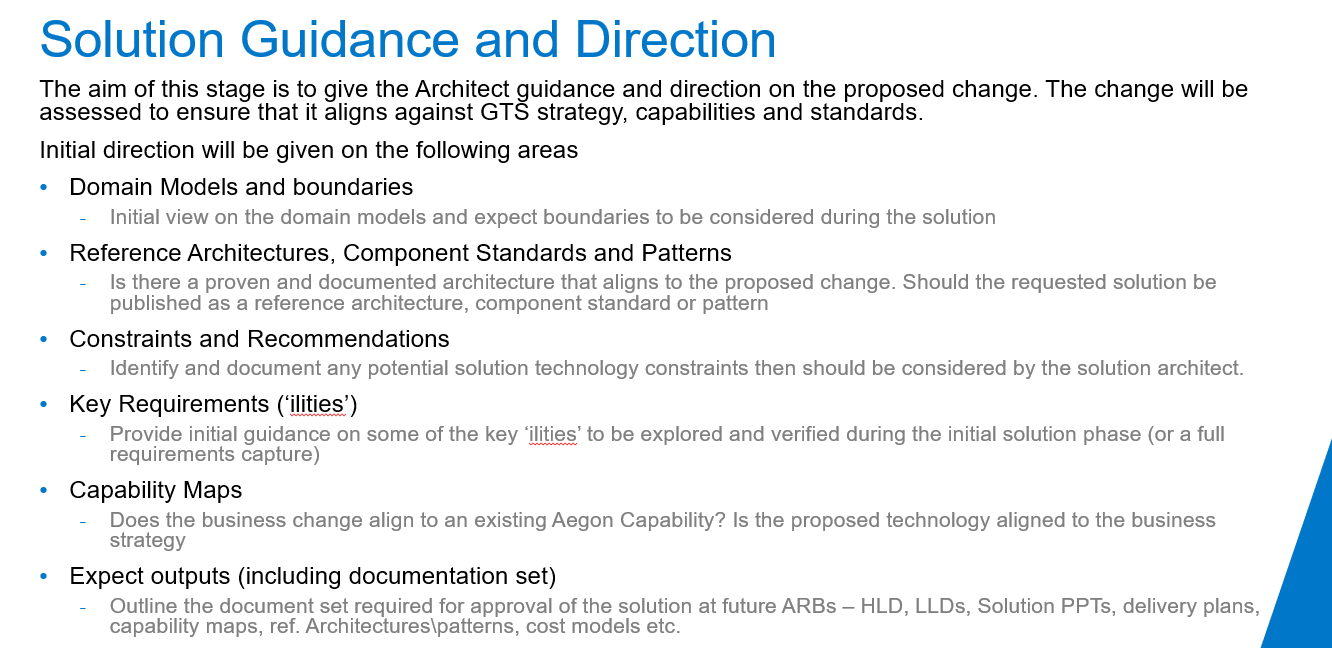 Solution Guidance and Direction
The aim of this stage is to give the Architect guidance and direction on the proposed change. The change will be
assessed to ensure that it aligns against GTS strategy, capabilities and standards.
Initial direction will be given on the following areas
• Domain Models and boundaries
- Initial view on the domain models and expect boundaries to be considered during the solution
• Reference Architectures, Component Standards and Patterns
- Is there a proven and documented architecture that aligns to the proposed change. Should the requested solution be
published as a reference architecture, component standard or pattern
• Constraints and Recommendations
- Identify and document any potential solution technology constraints then should be considered by the solution architect.
• Key Requirements (‘ilities’)
- Provide initial guidance on some of the key ‘ilities’ to be explored and verified during the initial solution phase (or a full
requirements capture)
• Capability Maps
- Does the business change align to an existing Aegon Capability? Is the proposed technology aligned to the business
strategy
• Expect outputs (including documentation set)
- Outline the document set required for approval of the solution at future ARBs – HLD, LLDs, Solution PPTs, delivery plans,
capability maps, ref. Architectures\patterns, cost models etc.